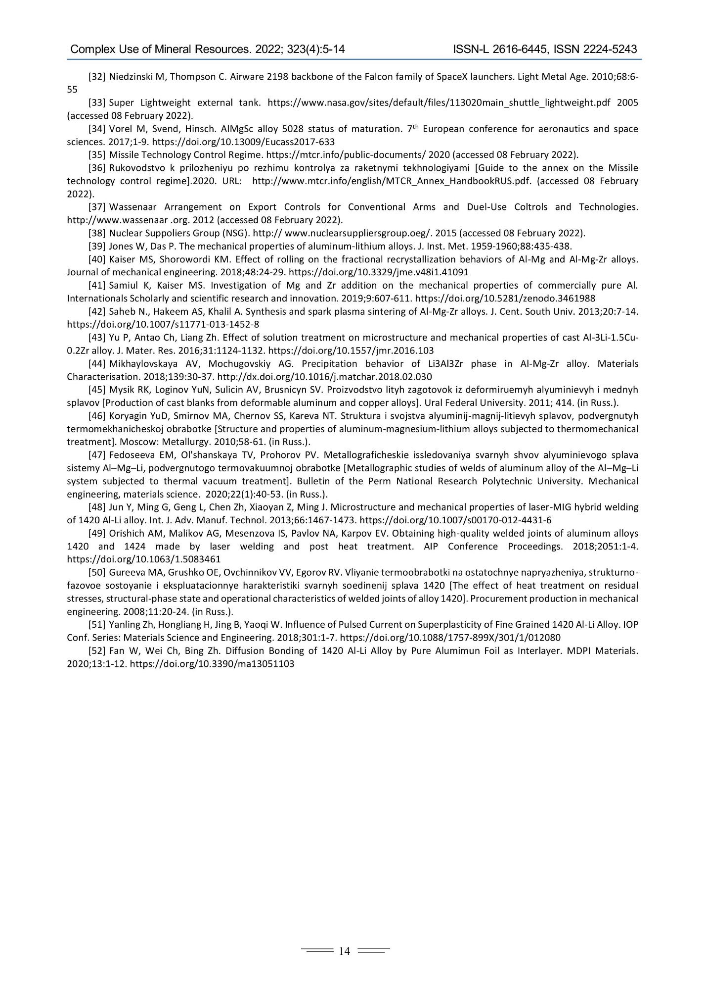 Complex Use of Mineral Resources. 2022; 323(4):5-14 ISSN-L 2616-6445, ISSN 2224-5243
[32] Niedzinski M, Thompson C. Airware 2198 backbone of the Falcon family of SpaceX launchers. Light Metal Age. 2010;68:6-
55
[33] Super Lightweight external tank. https://www.nasa.gov/sites/default/files/113020main_shuttle_lightweight.pdf 2005
(accessed 08 February 2022).
[34] Vorel M, Svend, Hinsch. AlMgSc alloy 5028 status of maturation. 7th European conference for aeronautics and space
sciences. 2017;1-9. https://doi.org/10.13009/Eucass2017-633
[35] Missile Technology Control Regime. https://mtcr.info/public-documents/ 2020 (accessed 08 February 2022).
[36] Rukovodstvo k prilozheniyu po rezhimu kontrolya za raketnymi tekhnologiyami [Guide to the annex on the Missile
technology control regime].2020. URL: http://www.mtcr.info/english/MTCR_Annex_HandbookRUS.pdf. (accessed 08 February
2022).
[37] Wassenaar Arrangement on Export Controls for Conventional Arms and Duel-Use Coltrols and Technologies.
http://www.wassenaar .org. 2012 (accessed 08 February 2022).
[38] Nuclear Suppoliers Group (NSG). http:// www.nuclearsuppliersgroup.oeg/. 2015 (accessed 08 February 2022).
[39] Jones W, Das P. The mechanical properties of aluminum-lithium alloys. J. Inst. Met. 1959-1960;88:435-438.
[40] Kaiser MS, Shorowordi KM. Effect of rolling on the fractional recrystallization behaviors of Al-Mg and Al-Mg-Zr alloys.
Journal of mechanical engineering. 2018;48:24-29. https://doi.org/10.3329/jme.v48i1.41091
[41] Samiul K, Kaiser MS. Investigation of Mg and Zr addition on the mechanical properties of commercially pure Al.
Internationals Scholarly and scientific research and innovation. 2019;9:607-611. https://doi.org/10.5281/zenodo.3461988
[42] Saheb N., Hakeem AS, Khalil A. Synthesis and spark plasma sintering of Al-Mg-Zr alloys. J. Cent. South Univ. 2013;20:7-14.
https://doi.org/10.1007/s11771-013-1452-8
[43] Yu P, Antao Ch, Liang Zh. Effect of solution treatment on microstructure and mechanical properties of cast Al-3Li-1.5Cu-
0.2Zr alloy. J. Mater. Res. 2016;31:1124-1132. https://doi.org/10.1557/jmr.2016.103
[44] Mikhaylovskaya AV, Mochugovskiy AG. Precipitation behavior of Li3Al3Zr phase in Al-Mg-Zr alloy. Materials
Characterisation. 2018;139:30-37. http://dx.doi.org/10.1016/j.matchar.2018.02.030
[45] Mysik RK, Loginov YuN, Sulicin AV, Brusnicyn SV. Proizvodstvo lityh zagotovok iz deformiruemyh alyuminievyh i mednyh
splavov [Production of cast blanks from deformable aluminum and copper alloys]. Ural Federal University. 2011; 414. (in Russ.).
[46] Koryagin YuD, Smirnov MA, Chernov SS, Kareva NT. Struktura i svojstva alyuminij-magnij-litievyh splavov, podvergnutyh
termomekhanicheskoj obrabotke [Structure and properties of aluminum-magnesium-lithium alloys subjected to thermomechanical
treatment]. Moscow: Metallurgy. 2010;58-61. (in Russ.).
[47] Fedoseeva EM, Ol'shanskaya TV, Prohorov PV. Metallograficheskie issledovaniya svarnyh shvov alyuminievogo splava
sistemy Al–Mg–Li, podvergnutogo termovakuumnoj obrabotke [Metallographic studies of welds of aluminum alloy of the Al–Mg–Li
system subjected to thermal vacuum treatment]. Bulletin of the Perm National Research Polytechnic University. Mechanical
engineering, materials science. 2020;22(1):40-53. (in Russ.).
[48] Jun Y, Ming G, Geng L, Chen Zh, Xiaoyan Z, Ming J. Microstructure and mechanical properties of laser-MIG hybrid welding
of 1420 Al-Li alloy. Int. J. Adv. Manuf. Technol. 2013;66:1467-1473. https://doi.org/10.1007/s00170-012-4431-6
[49] Orishich AM, Malikov AG, Mesenzova IS, Pavlov NA, Karpov EV. Obtaining high-quality welded joints of aluminum alloys
1420 and 1424 made by laser welding and post heat treatment. AIP Conference Proceedings. 2018;2051:1-4.
https://doi.org/10.1063/1.5083461
[50] Gureeva MA, Grushko OE, Ovchinnikov VV, Egorov RV. Vliyanie termoobrabotki na ostatochnye napryazheniya, strukturno-
fazovoe sostoyanie i ekspluatacionnye harakteristiki svarnyh soedinenij splava 1420 [The effect of heat treatment on residual
stresses, structural-phase state and operational characteristics of welded joints of alloy 1420]. Procurement production in mechanical
engineering. 2008;11:20-24. (in Russ.).
[51] Yanling Zh, Hongliang H, Jing B, Yaoqi W. Influence of Pulsed Current on Superplasticity of Fine Grained 1420 Al-Li Alloy. IOP
Conf. Series: Materials Science and Engineering. 2018;301:1-7. https://doi.org/10.1088/1757-899X/301/1/012080
[52] Fan W, Wei Ch, Bing Zh. Diffusion Bonding of 1420 Al-Li Alloy by Pure Alumimun Foil as Interlayer. MDPI Materials.
2020;13:1-12. https://doi.org/10.3390/ma13051103
14